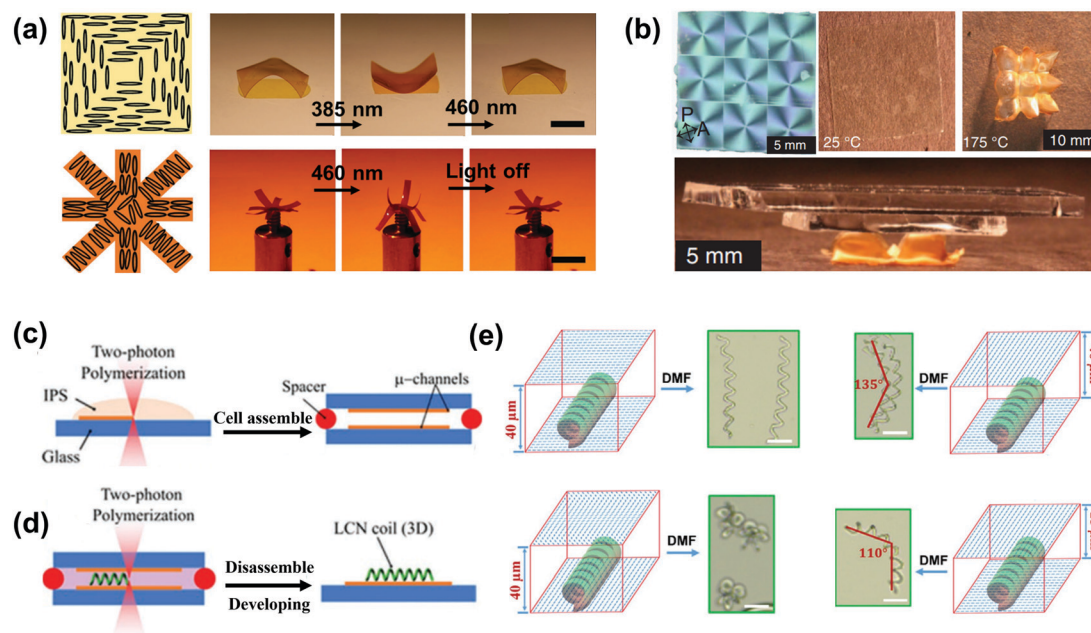 (a)
385 nm
460 nm
460 nm
Light off
(b)
P
A
5 mm
25 °C
175 °C
10 mm
5 mm
(c)
Two-photon
Polymerization
IPS
Glass
Cell assemble
Spacer
μ-channels
(d)
Two-photon
Polymerization
Disassemble
Developing
LCN coil (3D)
(e)
40 μm
DMF
135°
DMF
40 μm
DMF
110°
DMF